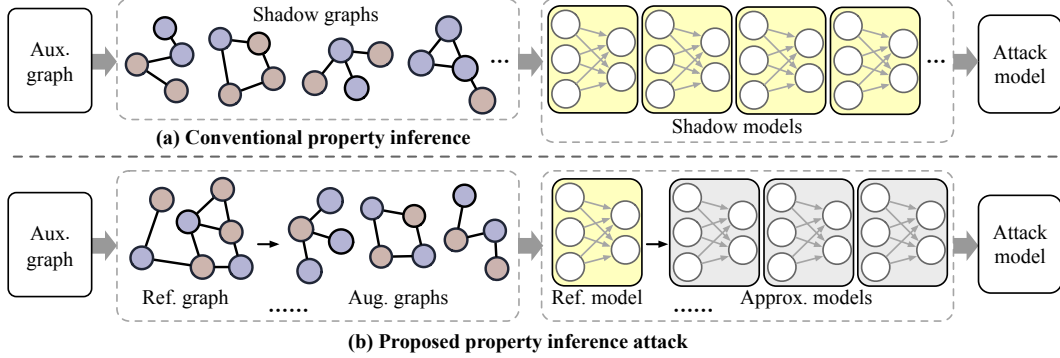 Shadow graphs
Aux.
graph
...
...
Attack
model
Shadow models
(a) Conventional property inference
Aux.
graph
Attack
model
Ref. graph
Aug. graphs
Ref. model
Approx. models
......
......
(b) Proposed property inference attack